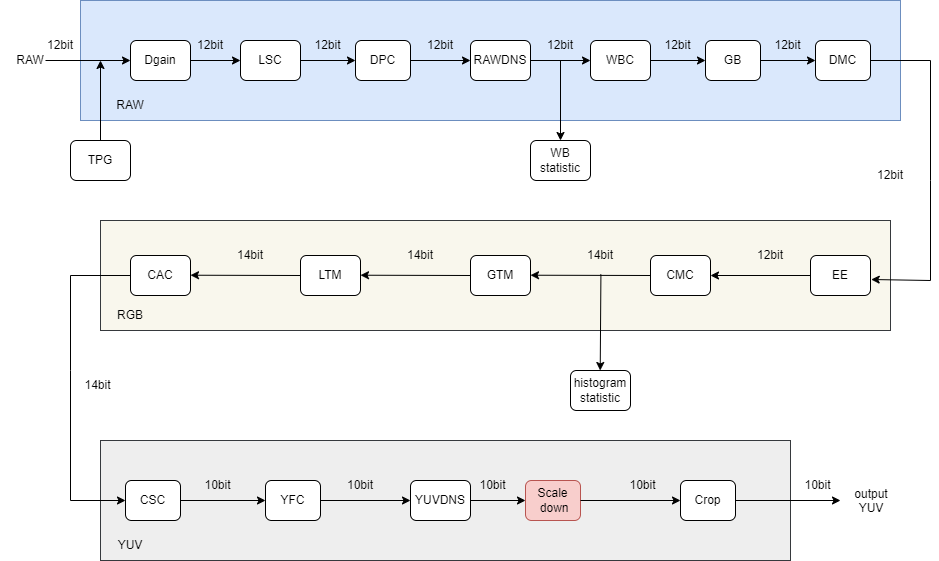 12bit
12bit
12bit
12bit
12bit
12bit
12bit
RAW
Dgain
LSC
DPC
RAWDNS
WBC
GB
DMC
RAW
TPG
WB
statistic
12bit
14bit
14bit
14bit
12bit
CAC
LTM
GTM
CMC
EE
RGB
histogram
statistic
14bit
10bit
10bit
10bit
10bit
10bit
CSC
YFC
YUVDNS
Scale
down
Crop
output
YUV
YUV